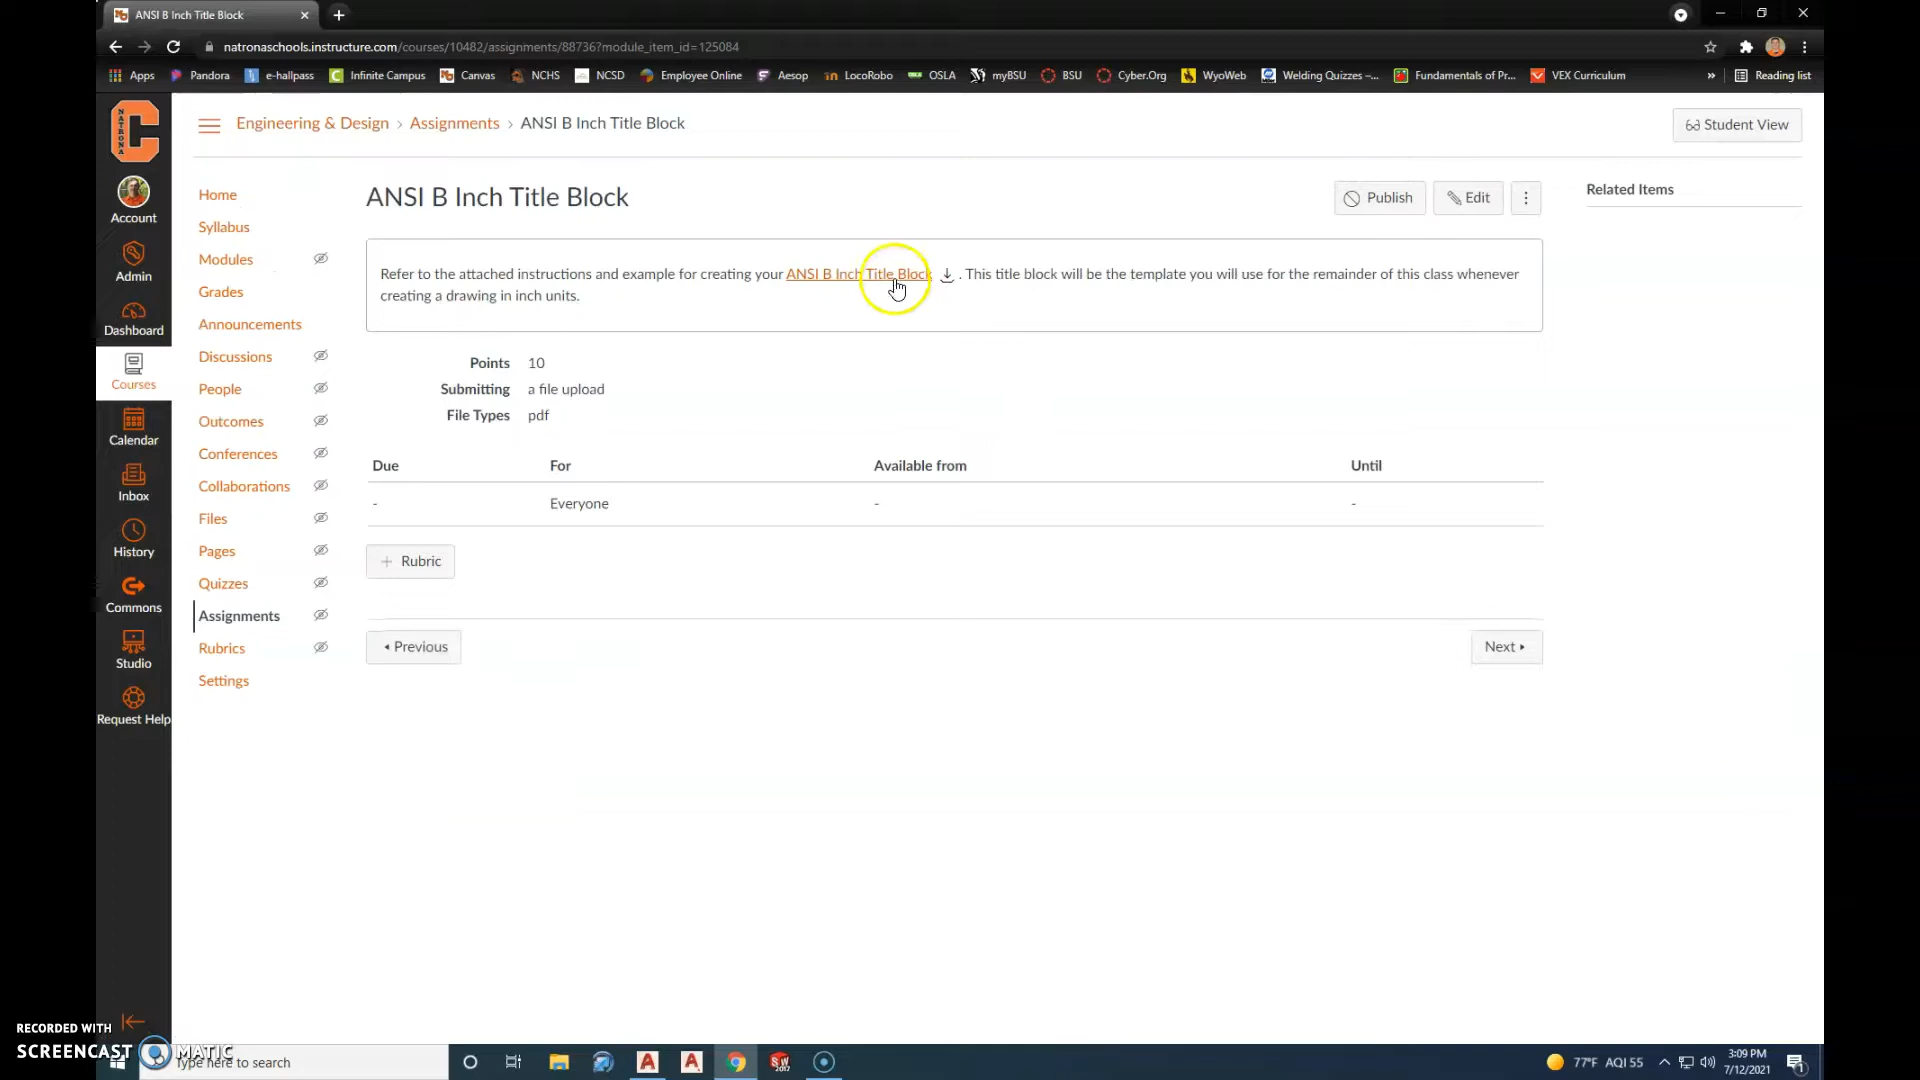 ANSI B Inch Title Block
natronaschools.instructure.com/courses/10482/assignments/88736?module_item_id=125084
Apps Pandora e-hallpass Infinite Campus Canvas NCHS NCSD Employee Online Aesop LocoRobo OSLA myBSU BSU Cyber.Org WyoWeb Welding Quizzes –... Fundamentals of Pr... VEX Curriculum » Reading list
NATRONA
C
Account
Admin
Dashboard
Courses
Calendar
Inbox
History
Commons
Studio
Request Help
Engineering & Design › Assignments › ANSI B Inch Title Block
Student View
Home
Syllabus
Modules
Grades
Announcements
Discussions
People
Outcomes
Conferences
Collaborations
Files
Pages
Quizzes
Assignments
Rubrics
Settings
ANSI B Inch Title Block
Publish
Edit
Related Items
Refer to the attached instructions and example for creating your ANSI B Inch Title Block . This title block will be the template you will use for the remainder of this class whenever
creating a drawing in inch units.
Points 10
Submitting a file upload
File Types pdf
Due For Available from Until
- Everyone - -
+ Rubric
Previous
Next
RECORDED WITH
SCREENCAST MATIC
Type here to search
77°F AQI 55
3:09 PM
7/12/2021